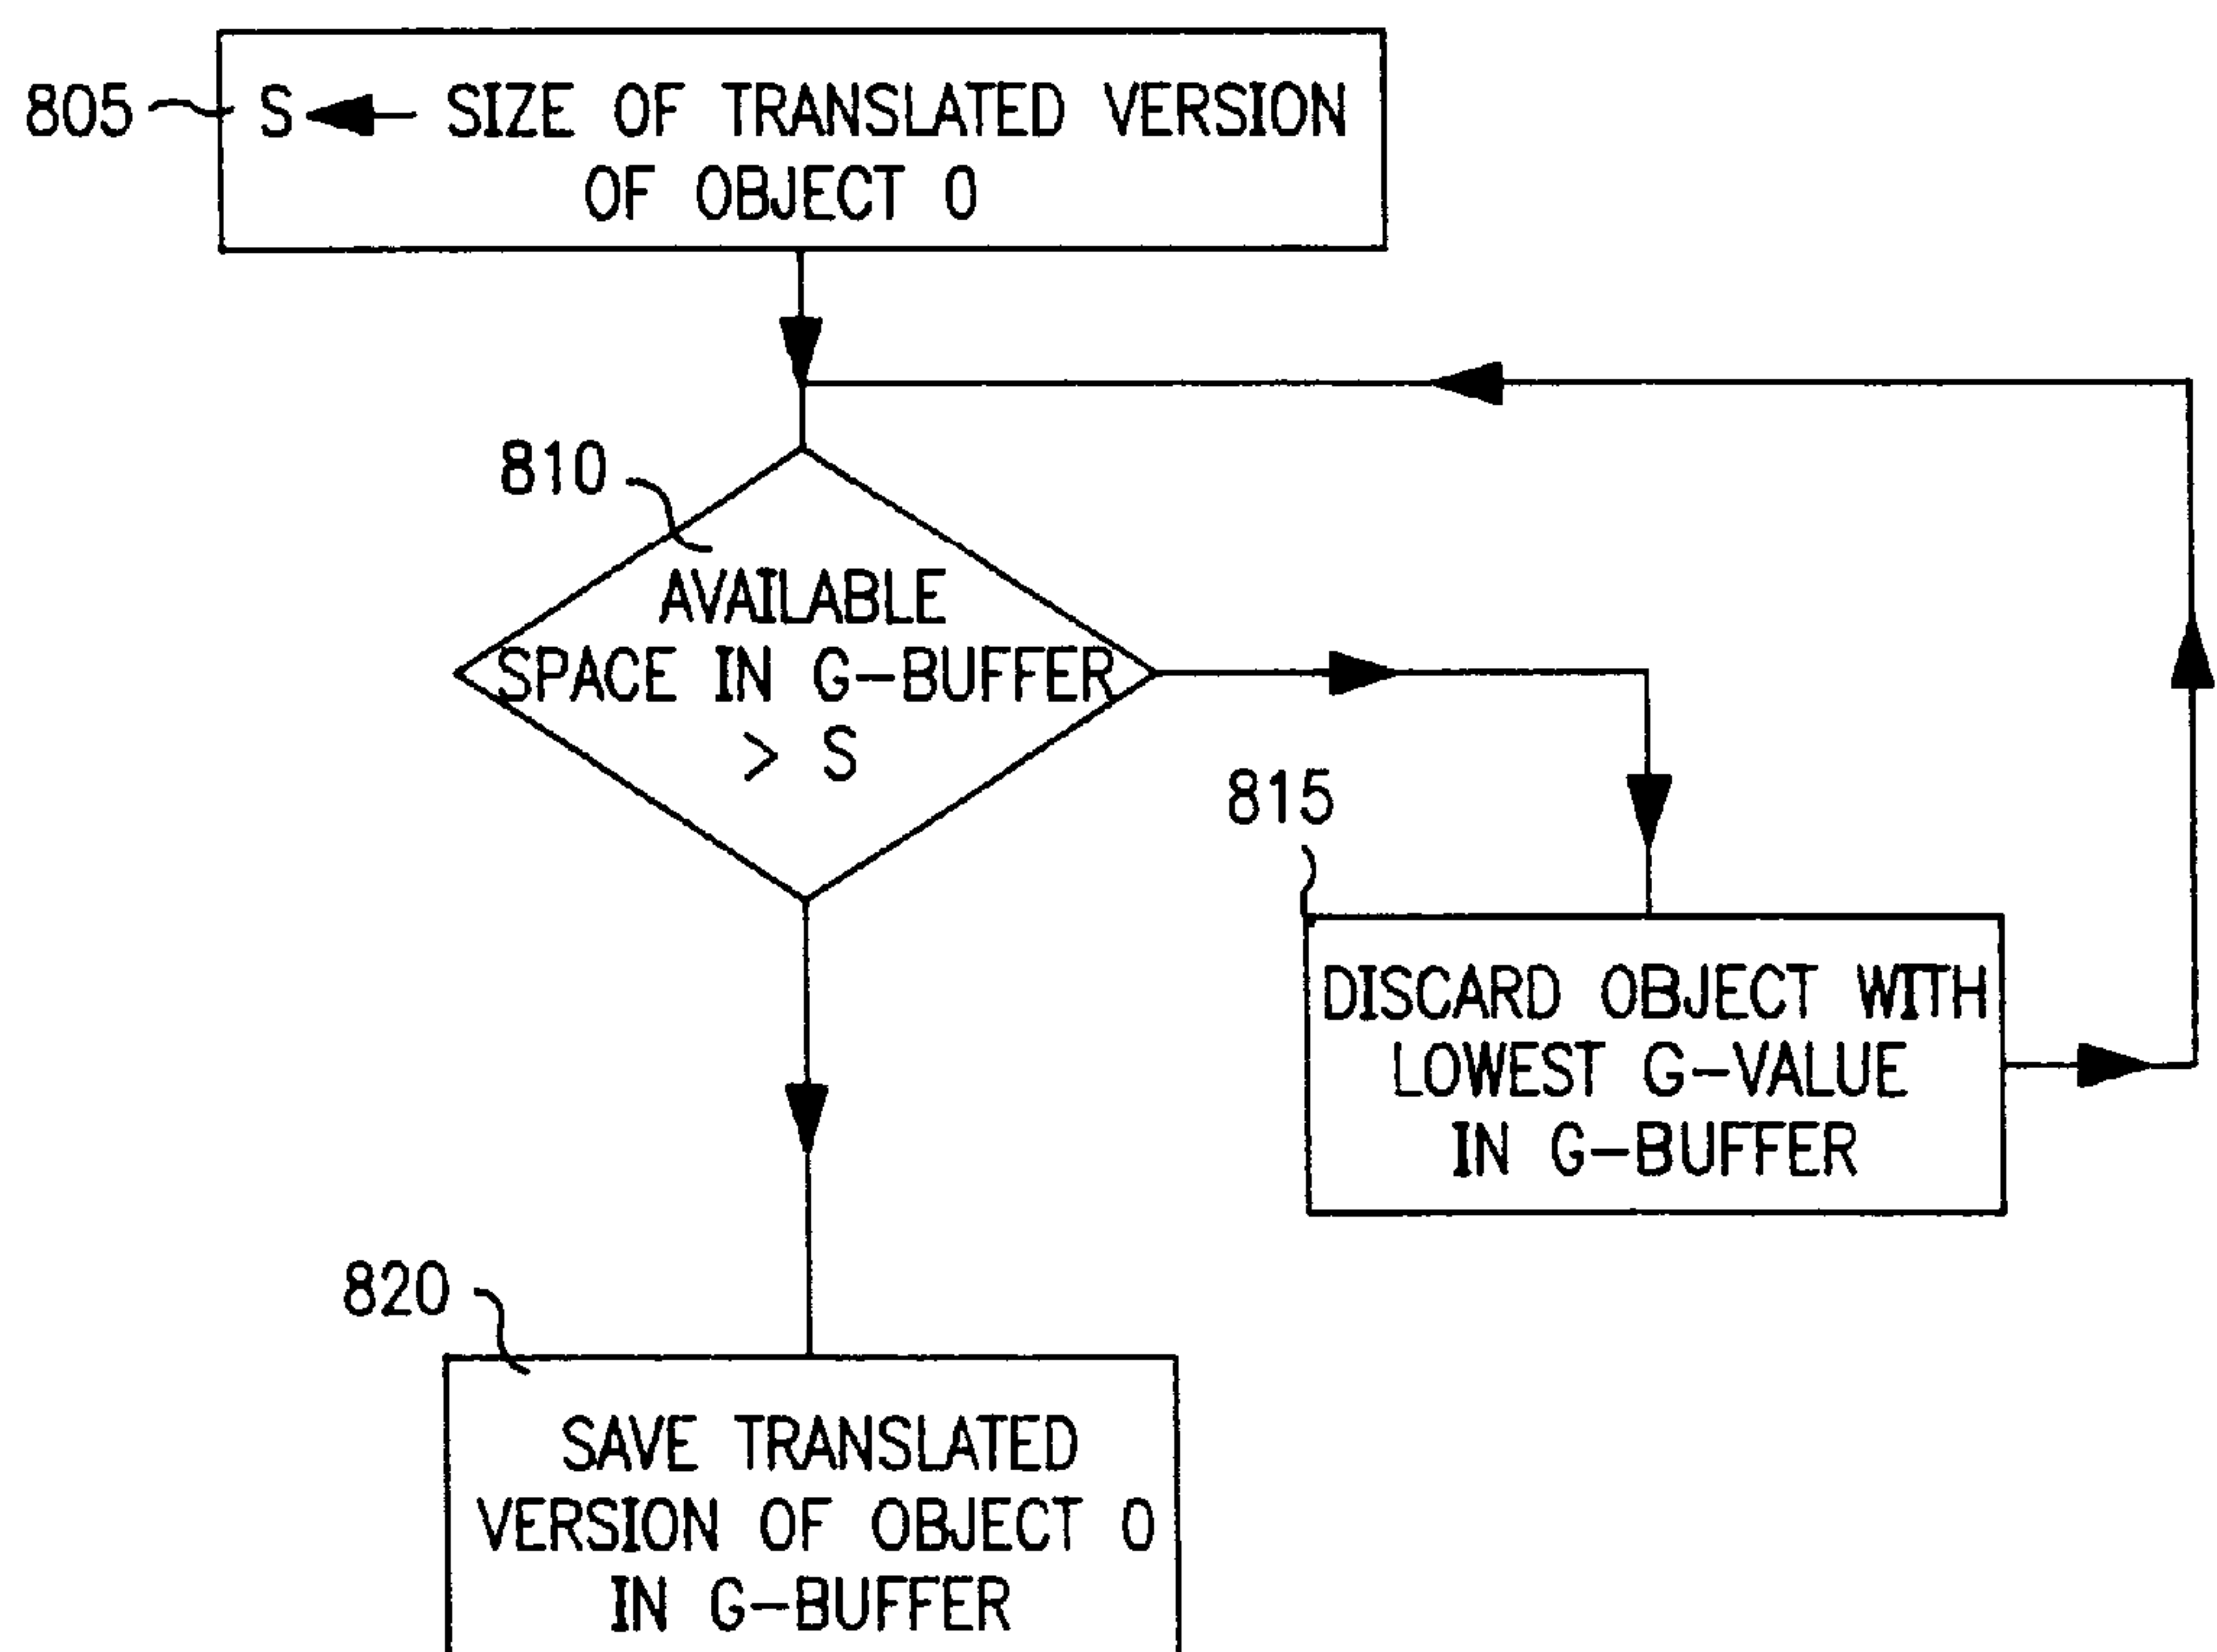 805
S ← SIZE OF TRANSLATED VERSION
OF OBJECT O
810
AVAILABLE
SPACE IN G-BUFFER
> S
815
DISCARD OBJECT WITH
LOWEST G-VALUE
IN G-BUFFER
820
SAVE TRANSLATED
VERSION OF OBJECT O
IN G-BUFFER